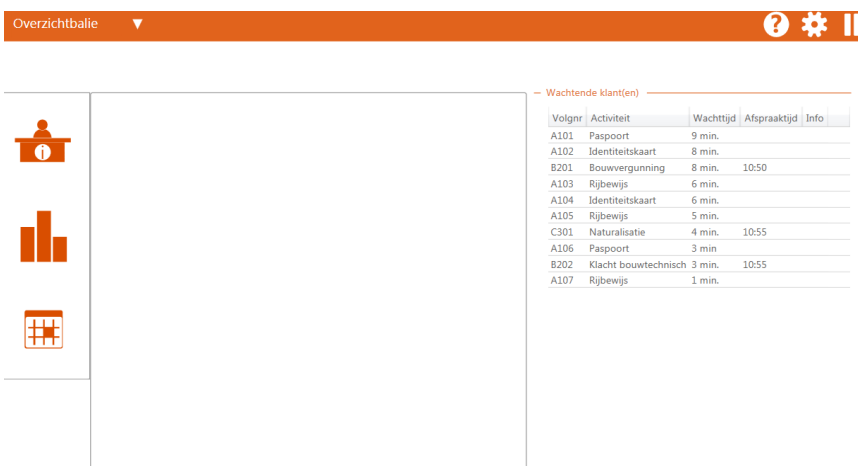 Overzichtbalie
Wachtende klant(en)
Volgnr Activiteit Wachttijd Afspraaktijd Info
A101 Paspoort 9 min.
A102 Identiteitskaart 8 min.
B201 Bouwvergunning 8 min. 10:50
A103 Rijbewijs 6 min.
A104 Identiteitskaart 6 min.
A105 Rijbewijs 5 min.
C301 Naturalisatie 4 min. 10:55
A106 Paspoort 3 min
B202 Klacht bouwtechnisch 3 min. 10:55
A107 Rijbewijs 1 min.